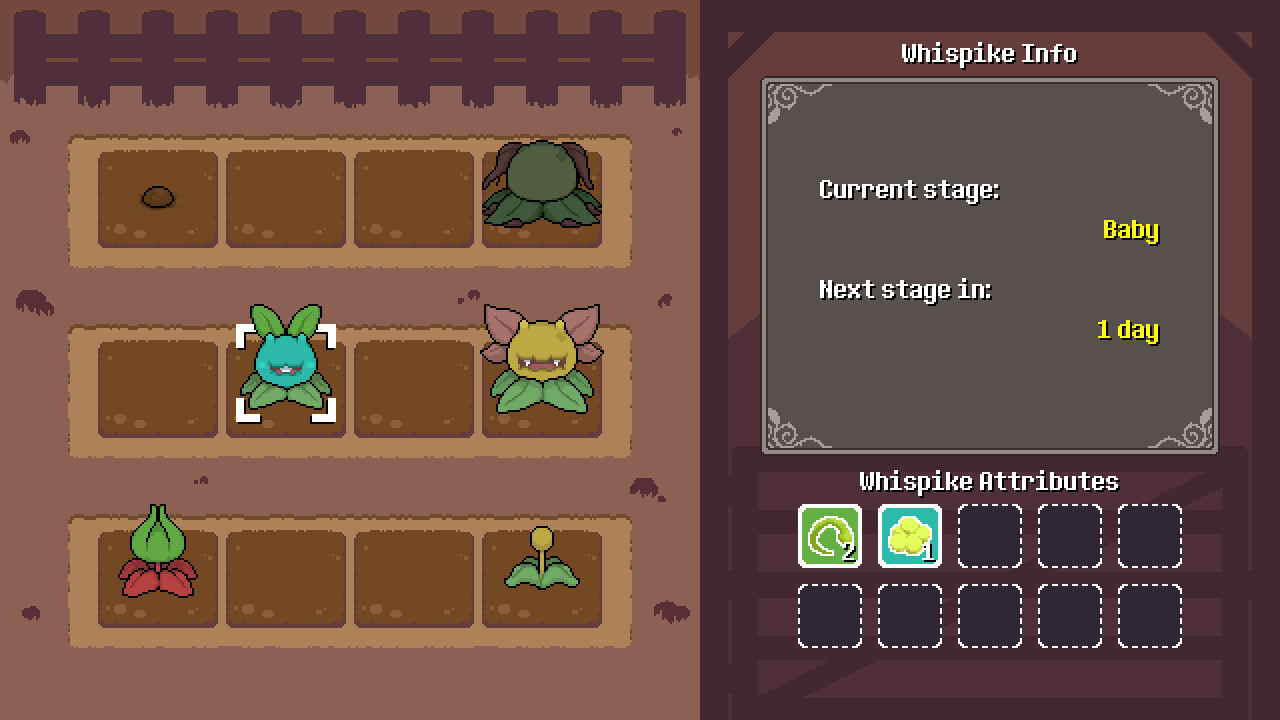 Whispike Info
Current stage:
Baby
Next stage in:
1 day
Whispike Attributes
2
1